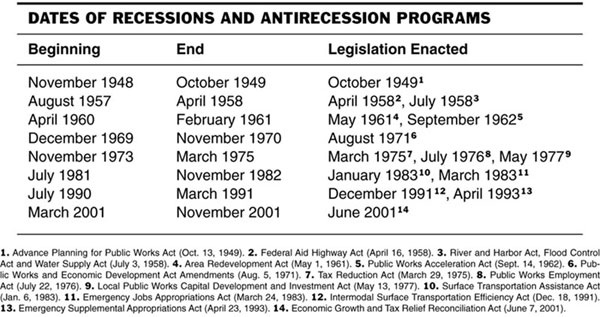 DATES OF RECESSIONS AND ANTIRECESSION PROGRAMS
Beginning End Legislation Enacted
November 1948 October 1949 October 1949¹
August 1957 April 1958 April 1958², July 1958³
April 1960 February 1961 May 1961⁴, September 1962⁵
December 1969 November 1970 August 1971⁶
November 1973 March 1975 March 1975⁷, July 1976⁸, May 1977⁹
July 1981 November 1982 January 1983¹⁰, March 1983¹¹
July 1990 March 1991 December 1991¹², April 1993¹³
March 2001 November 2001 June 2001¹⁴
1. Advance Planning for Public Works Act (Oct. 13, 1949). 2. Federal Aid Highway Act (April 16, 1958). 3. River and Harbor Act, Flood Control
Act and Water Supply Act (July 3, 1958). 4. Area Redevelopment Act (May 1, 1961). 5. Public Works Acceleration Act (Sept. 14, 1962). 6. Pub-
lic Works and Economic Development Act Amendments (Aug. 5, 1971). 7. Tax Reduction Act (March 29, 1975). 8. Public Works Employment
Act (July 22, 1976). 9. Local Public Works Capital Development and Investment Act (May 13, 1977). 10. Surface Transportation Assistance Act
(Jan. 6, 1983). 11. Emergency Jobs Appropriations Act (March 24, 1983). 12. Intermodal Surface Transportation Efficiency Act (Dec. 18, 1991).
13. Emergency Supplemental Appropriations Act (April 23, 1993). 14. Economic Growth and Tax Relief Reconciliation Act (June 7, 2001).